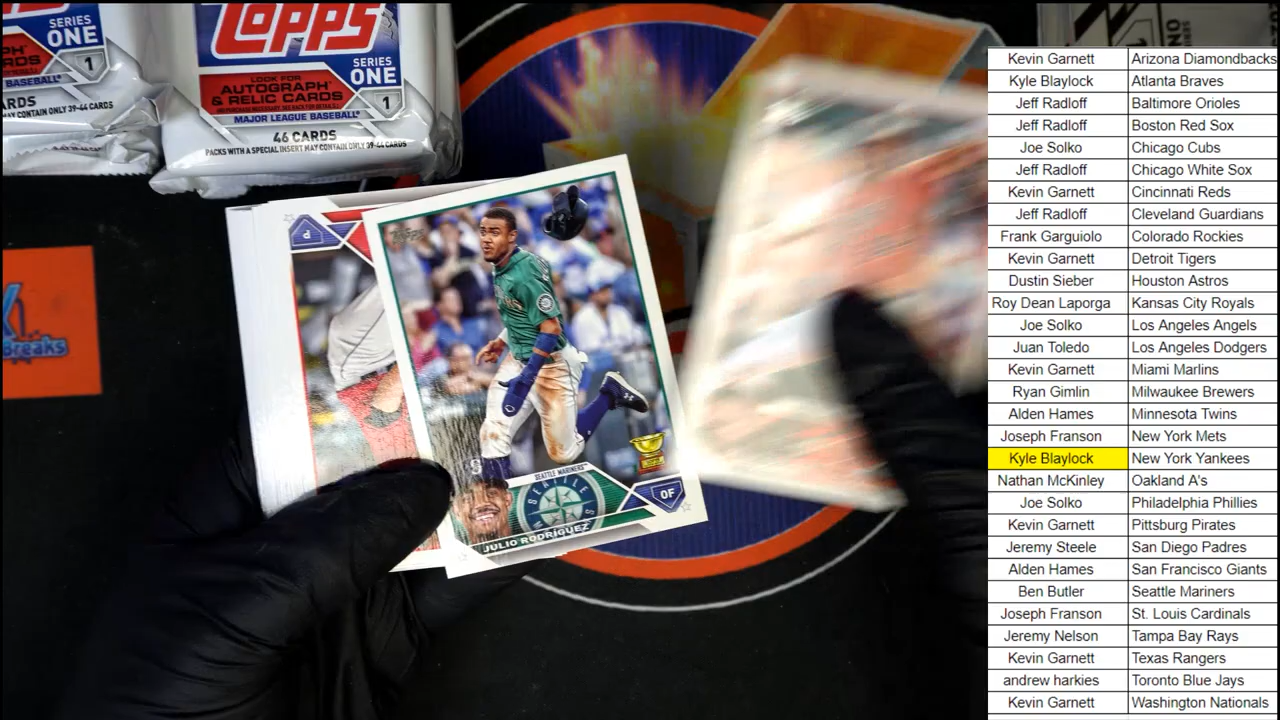 TOPPS
SERIES
ONE
1
LOOK FOR
AUTOGRAPH
& RELIC CARDS
MAJOR LEAGUE BASEBALL
46 CARDS
PACKS WITH A SPECIAL INSERT MAY CONTAIN ONLY 39-44 CARDS
SERIES
ONE
1
BASEBALL
ARDS
MAY CONTAIN ONLY 39-44 CARDS
Breaks
P
Topps
SEATTLE MARINERS
OF
JULIO RODRÍGUEZ
Kevin Garnett Arizona Diamondbacks
Kyle Blaylock Atlanta Braves
Jeff Radloff Baltimore Orioles
Jeff Radloff Boston Red Sox
Joe Solko Chicago Cubs
Jeff Radloff Chicago White Sox
Kevin Garnett Cincinnati Reds
Jeff Radloff Cleveland Guardians
Frank Garguiolo Colorado Rockies
Kevin Garnett Detroit Tigers
Dustin Sieber Houston Astros
Roy Dean Laporga Kansas City Royals
Joe Solko Los Angeles Angels
Juan Toledo Los Angeles Dodgers
Kevin Garnett Miami Marlins
Ryan Gimlin Milwaukee Brewers
Alden Hames Minnesota Twins
Joseph Franson New York Mets
Kyle Blaylock New York Yankees
Nathan McKinley Oakland A's
Joe Solko Philadelphia Phillies
Kevin Garnett Pittsburg Pirates
Jeremy Steele San Diego Padres
Alden Hames San Francisco Giants
Ben Butler Seattle Mariners
Joseph Franson St. Louis Cardinals
Jeremy Nelson Tampa Bay Rays
Kevin Garnett Texas Rangers
andrew harkies Toronto Blue Jays
Kevin Garnett Washington Nationals